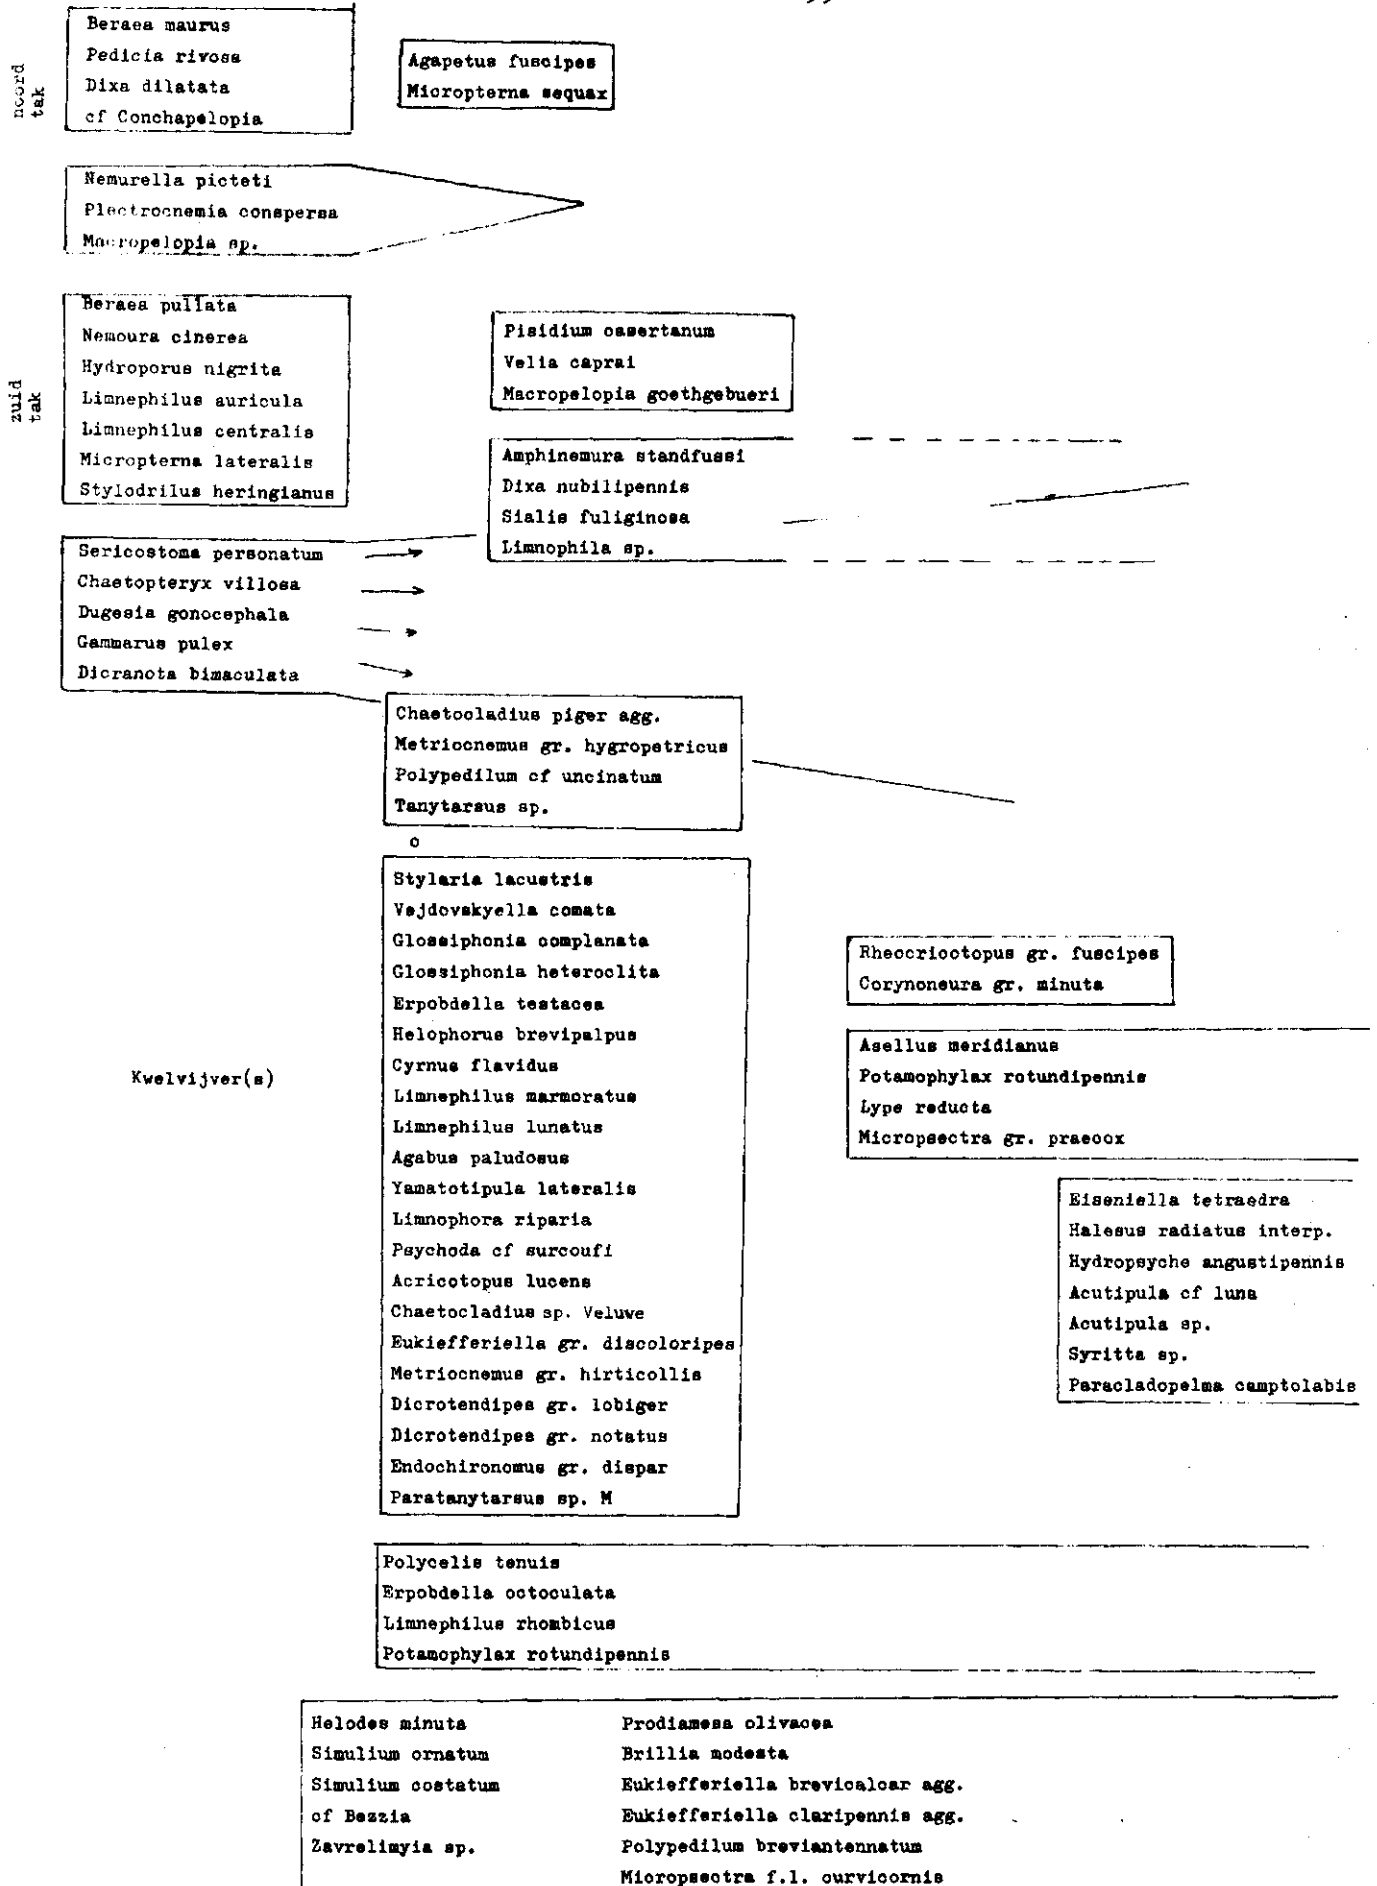 noord
tak
Beraea maurus
Pedicia rivosa
Dixa dilatata
cf Conchapelopia
Agapetus fuscipes
Micropterna sequax
Nemurella picteti
Plectrocnemia conspersa
Macropelopia sp.
zuid
tak
Beraea pullata
Nemoura cinerea
Hydroporus nigrita
Limnephilus auricula
Limnephilus centralis
Micropterna lateralis
Stylodrilus heringianus
Pisidium casertanum
Velia caprai
Macropelopia goethgebueri
Amphinemura standfussi
Dixa nubilipennis
Sialis fuliginosa
Limnophila sp.
Sericostoma personatum
Chaetopteryx villosa
Dugesia gonocephala
Gammarus pulex
Dicranota bimaculata
Chaetocladius piger agg.
Metriocnemus gr. hygropetricus
Polypedilum cf uncinatum
Tanytarsus sp.
o
Kwelvijver(s)
Stylaria lacustris
Vejdovskyella comata
Glossiphonia complanata
Glossiphonia heteroclita
Erpobdella testacea
Helophorus brevipalpus
Cyrnus flavidus
Limnephilus marmoratus
Limnephilus lunatus
Agabus paludosus
Yamatotipula lateralis
Limnophora riparia
Psychoda cf surcoufi
Acricotopus lucens
Chaetocladius sp. Veluwe
Eukiefferiella gr. discoloripes
Metriocnemus gr. hirticollis
Dicrotendipes gr. lobiger
Dicrotendipes gr. notatus
Endochironomus gr. dispar
Paratanytarsus sp. M
Rheocricotopus gr. fuscipes
Corynoneura gr. minuta
Asellus meridianus
Potamophylax rotundipennis
Lype reducta
Micropsectra gr. praecox
Eiseniella tetraedra
Halesus radiatus interp.
Hydropsyche angustipennis
Acutipula cf luna
Acutipula sp.
Syritta sp.
Paracladopelma camptolabis
Polycelis tenuis
Erpobdella octoculata
Limnephilus rhombicus
Potamophylax rotundipennis
Helodes minuta
Simulium ornatum
Simulium costatum
cf Bezzia
Zavrelimyia sp.
Prodiamesa olivacea
Brillia modesta
Eukiefferiella brevicalcar agg.
Eukiefferiella claripennis agg.
Polypedilum breviantennatum
Micropsectra f.l. curvicornis